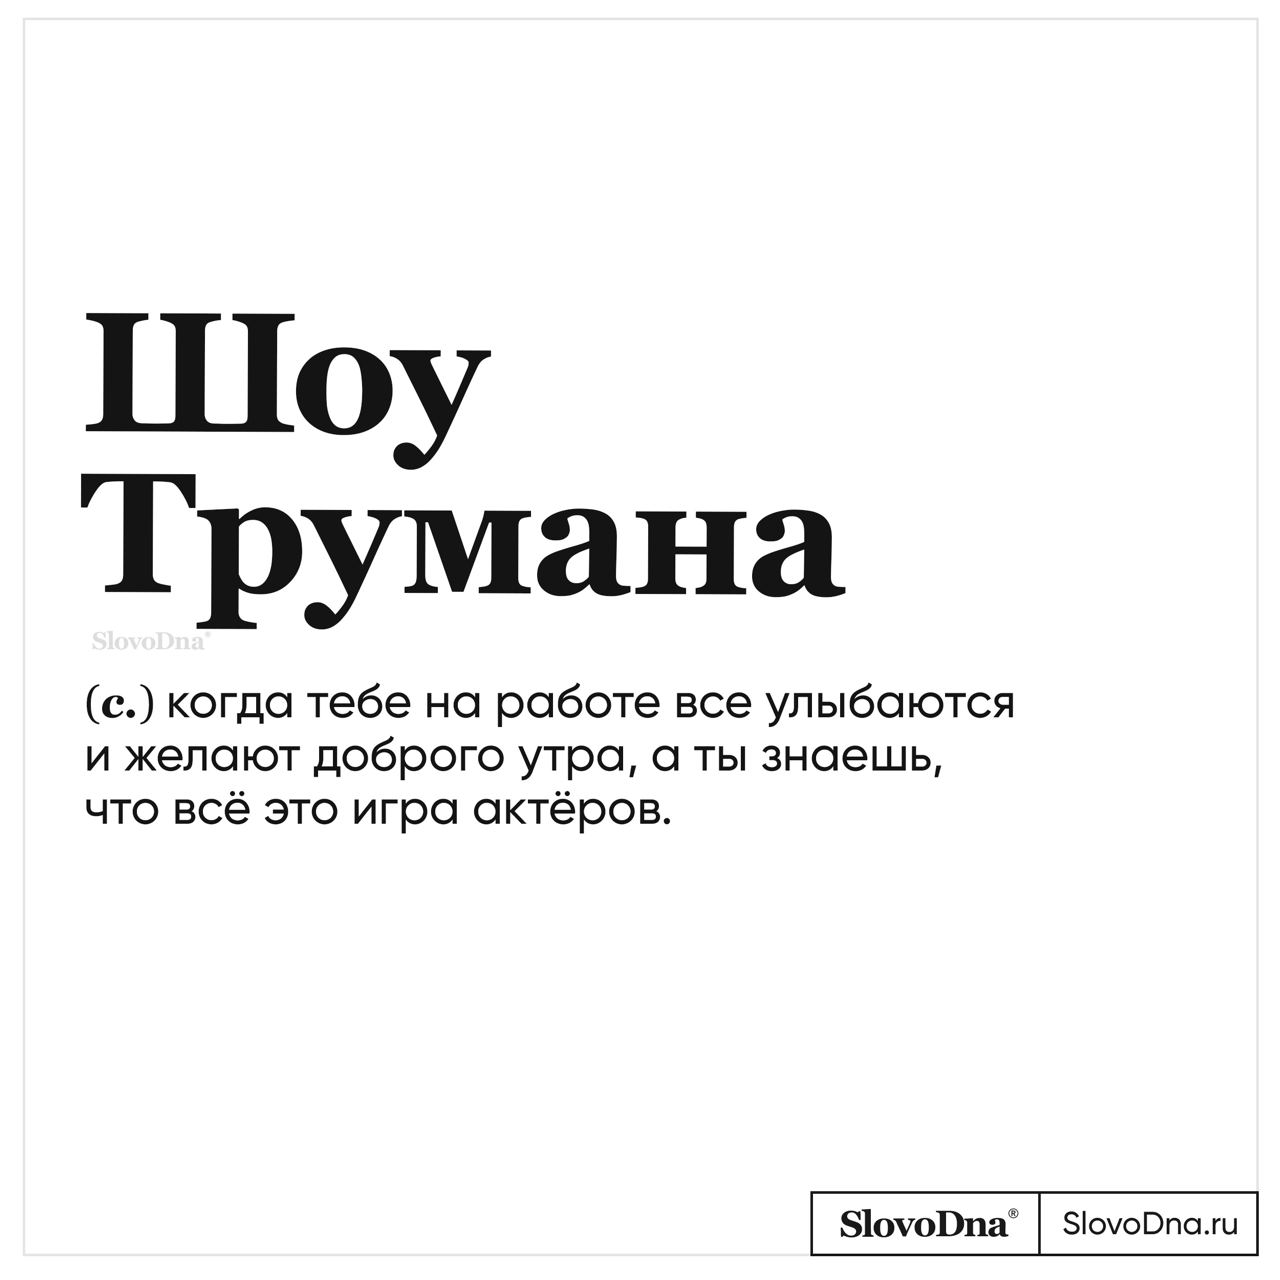 Шоу
Трумана
SlovoDna®
(с.) когда тебе на работе все улыбаются
и желают доброго утра, а ты знаешь,
что всё это игра актёров.
SlovoDna® SlovoDna.ru